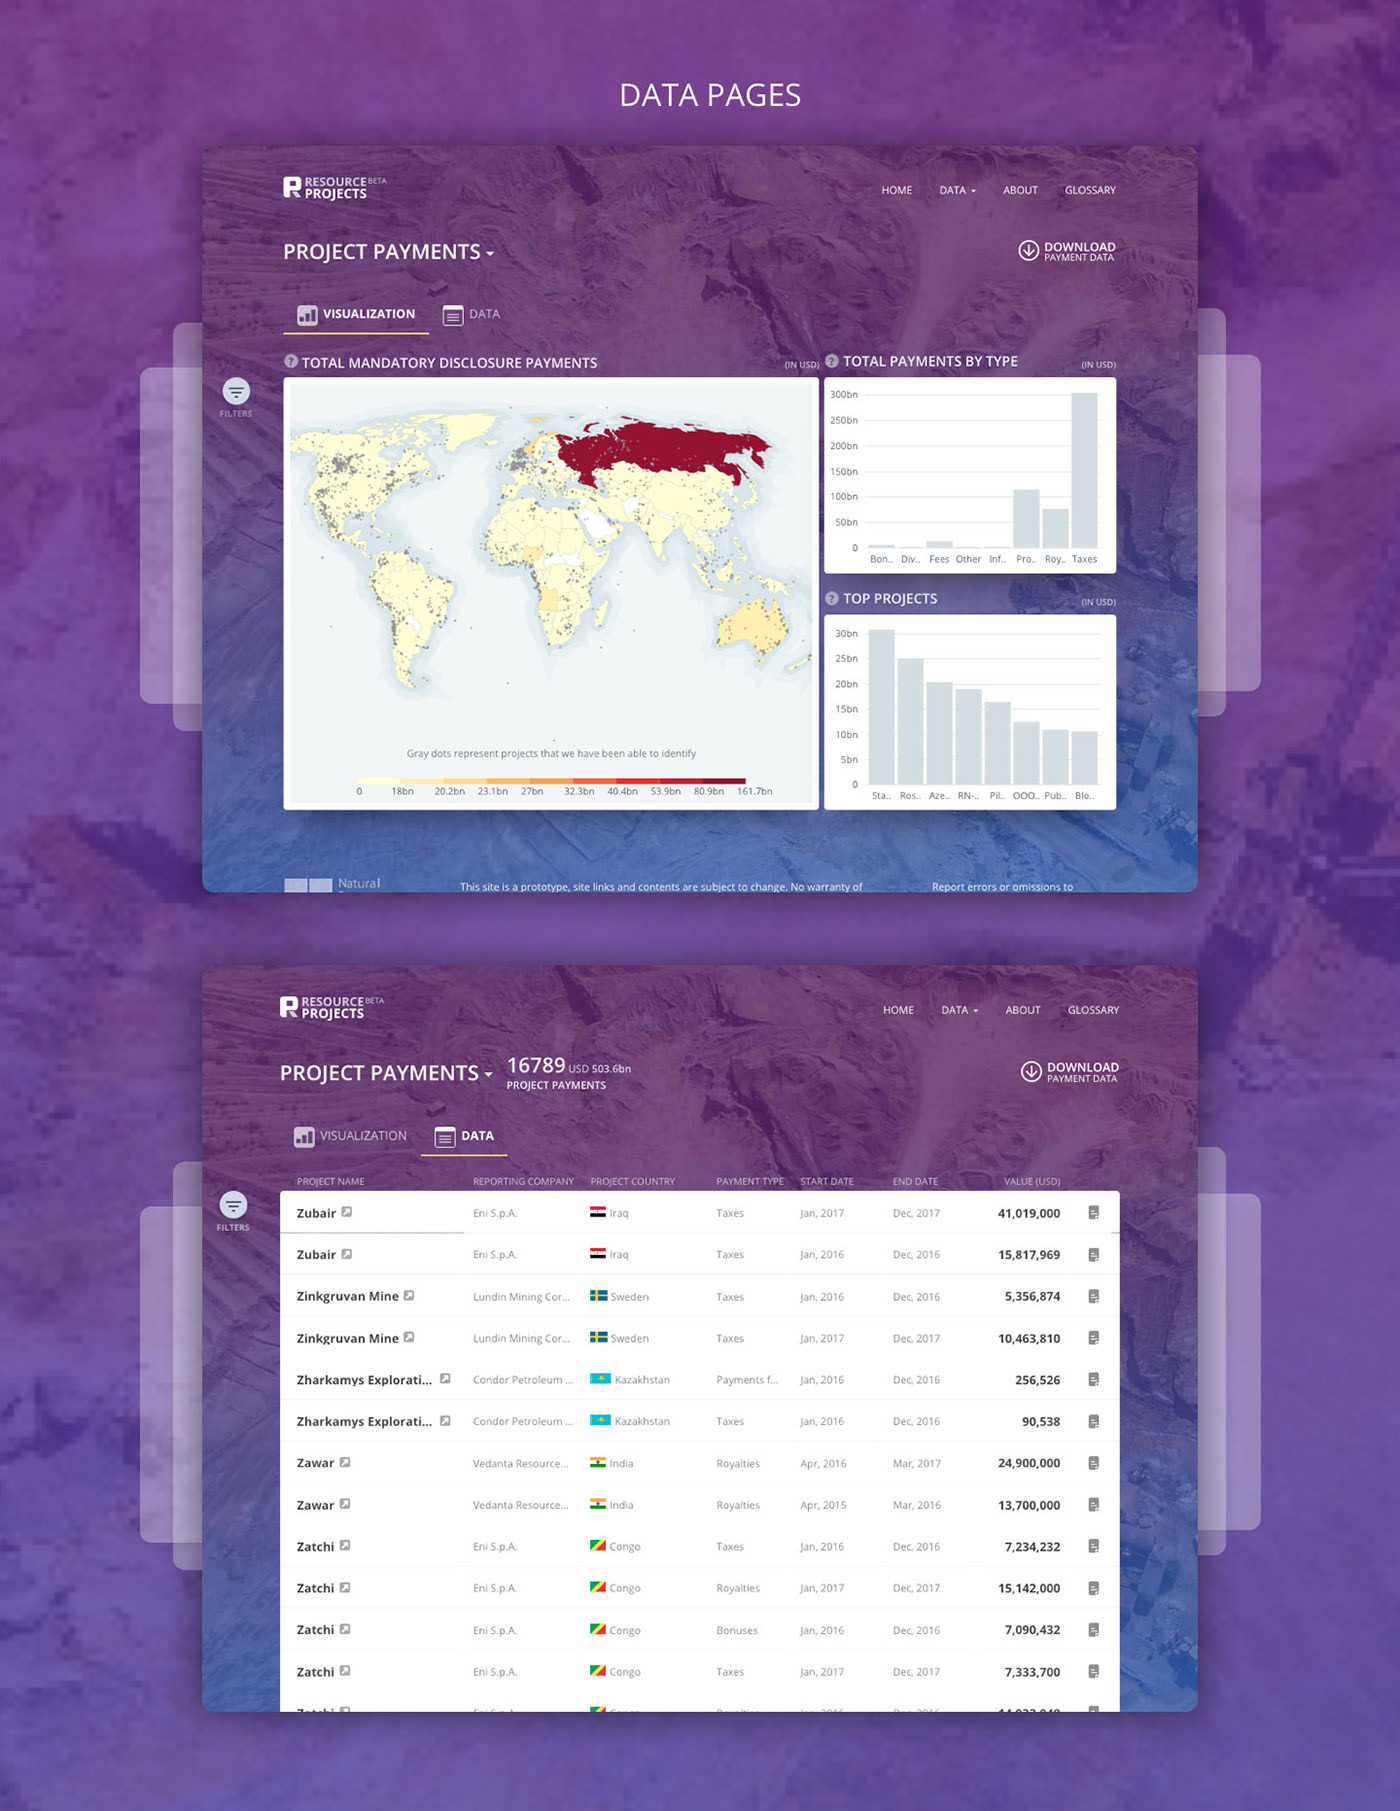 DATA PAGES
RESOURCE BETA
PROJECTS
HOME DATA ABOUT GLOSSARY
PROJECT PAYMENTS
DOWNLOAD
PAYMENT DATA
VISUALIZATION DATA
FILTERS
? TOTAL MANDATORY DISCLOSURE PAYMENTS (IN USD)
Gray dots represent projects that we have been able to identify
0 18bn 20.2bn 23.1bn 27bn 32.3bn 40.4bn 53.9bn 80.9bn 161.7bn
? TOTAL PAYMENTS BY TYPE (IN USD)
300bn
250bn
200bn
150bn
100bn
50bn
0
Bon.. Div.. Fees Other Inf.. Pro.. Roy.. Taxes
? TOP PROJECTS (IN USD)
30bn
25bn
20bn
15bn
10bn
5bn
0
Sta.. Ros.. Aze.. RN-.. Pil.. OOO.. Pub.. Blo..
Natural
This site is a prototype, site links and contents are subject to change. No warranty of
Report errors or omissions to
RESOURCE BETA
PROJECTS
HOME DATA ABOUT GLOSSARY
PROJECT PAYMENTS
16789 USD 503.6bn
PROJECT PAYMENTS
DOWNLOAD
PAYMENT DATA
VISUALIZATION DATA
FILTERS
PROJECT NAME REPORTING COMPANY PROJECT COUNTRY PAYMENT TYPE START DATE END DATE VALUE (USD)
Zubair Eni S.p.A. Iraq Taxes Jan, 2017 Dec, 2017 41,019,000
Zubair Eni S.p.A. Iraq Taxes Jan, 2016 Dec, 2016 15,817,969
Zinkgruvan Mine Lundin Mining Cor... Sweden Taxes Jan, 2016 Dec, 2016 5,356,874
Zinkgruvan Mine Lundin Mining Cor... Sweden Taxes Jan, 2017 Dec, 2017 10,463,810
Zharkamys Explorati... Condor Petroleum ... Kazakhstan Payments f... Jan, 2016 Dec, 2016 256,526
Zharkamys Explorati... Condor Petroleum ... Kazakhstan Taxes Jan, 2016 Dec, 2016 90,538
Zawar Vedanta Resource... India Royalties Apr, 2016 Mar, 2017 24,900,000
Zawar Vedanta Resource... India Royalties Apr, 2015 Mar, 2016 13,700,000
Zatchi Eni S.p.A. Congo Taxes Jan, 2016 Dec, 2016 7,234,232
Zatchi Eni S.p.A. Congo Royalties Jan, 2017 Dec, 2017 15,142,000
Zatchi Eni S.p.A. Congo Bonuses Jan, 2016 Dec, 2016 7,090,432
Zatchi Eni S.p.A. Congo Taxes Jan, 2017 Dec, 2017 7,333,700